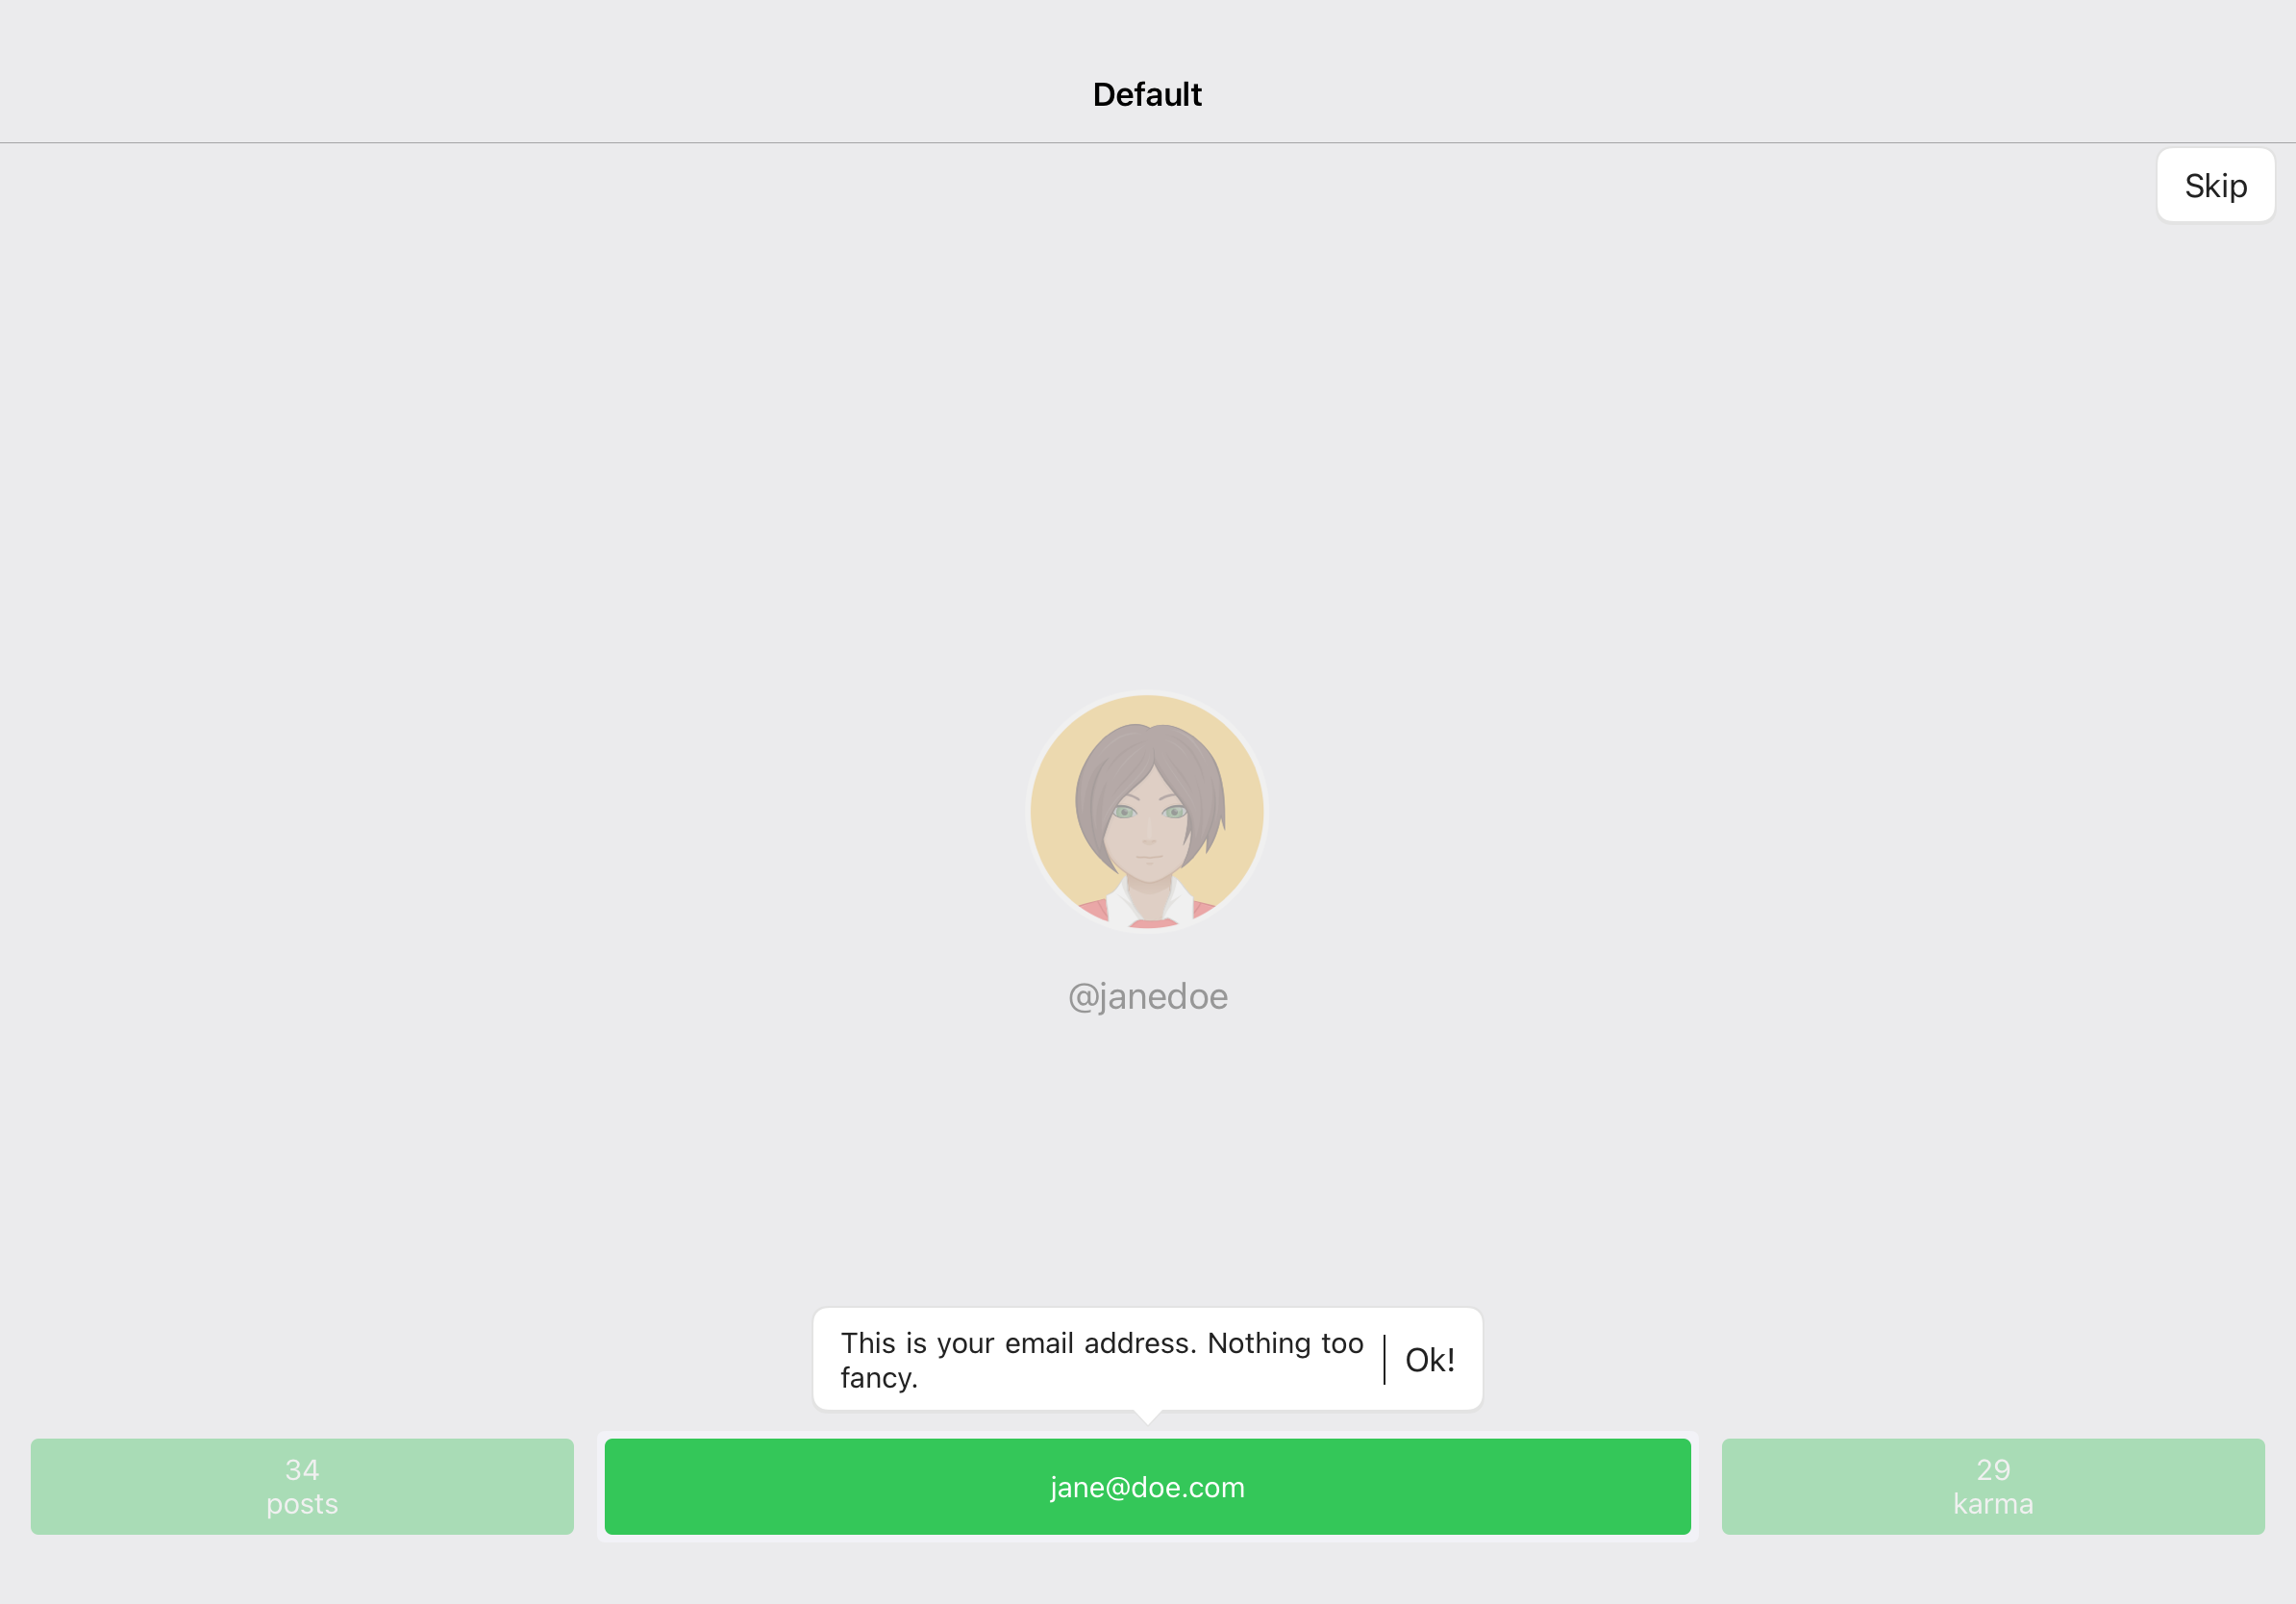 Default
Skip
@janedoe
This is your email address. Nothing too
fancy.
Ok!
34
posts
jane@doe.com
29
karma